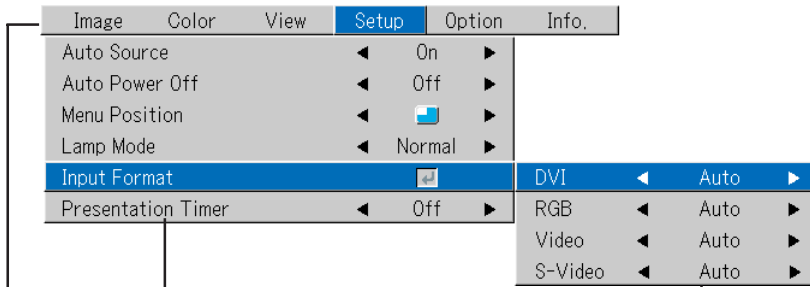 Image Color View Setup Option Info.
Auto Source On
Auto Power Off Off
Menu Position
Lamp Mode Normal
Input Format
Presentation Timer Off
DVI Auto
RGB Auto
Video Auto
S-Video Auto